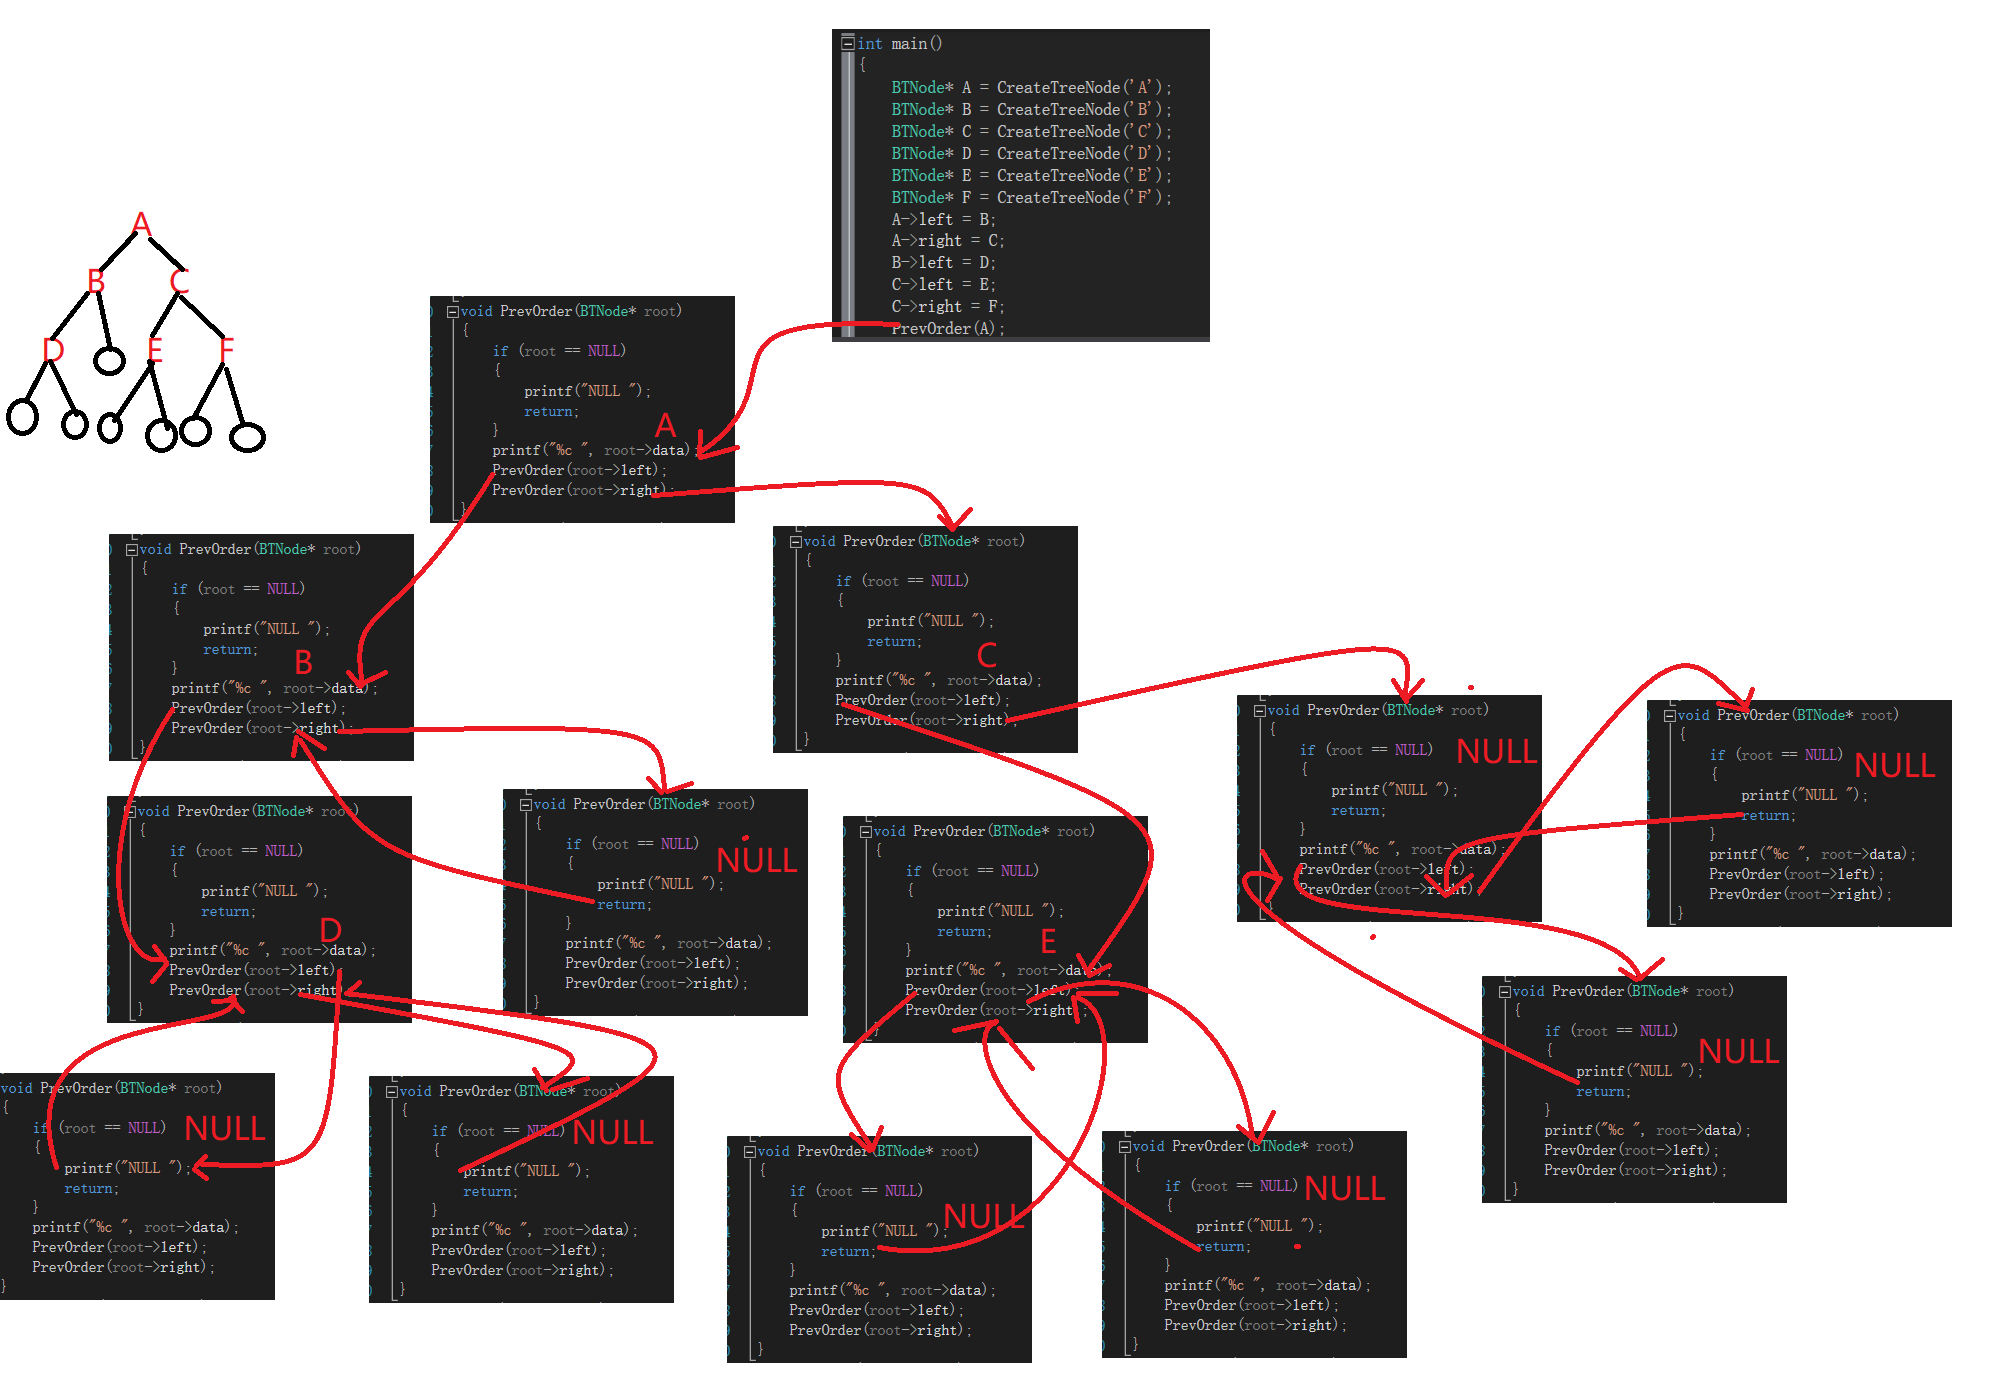 int main()
{
BTNode* A = CreateTreeNode('A');
BTNode* B = CreateTreeNode('B');
BTNode* C = CreateTreeNode('C');
BTNode* D = CreateTreeNode('D');
BTNode* E = CreateTreeNode('E');
BTNode* F = CreateTreeNode('F');
A->left = B;
A->right = C;
B->left = D;
C->left = E;
C->right = F;
PrevOrder(A);
A
B C
D E F
void PrevOrder(BTNode* root)
{
if (root == NULL)
{
printf("NULL ");
return;
}
A
printf("%c ", root->data);
PrevOrder(root->left);
PrevOrder(root->right);
}
void PrevOrder(BTNode* root)
{
if (root == NULL)
{
printf("NULL ");
return;
}
B
printf("%c ", root->data);
PrevOrder(root->left);
PrevOrder(root->right);
}
void PrevOrder(BTNode* root)
{
if (root == NULL)
{
printf("NULL ");
return;
}
C
printf("%c ", root->data);
PrevOrder(root->left);
PrevOrder(root->right);
}
void PrevOrder(BTNode* root)
{
if (root == NULL)
NULL
{
printf("NULL ");
return;
}
printf("%c ", root->data);
PrevOrder(root->left);
PrevOrder(root->right);
}
void PrevOrder(BTNode* root)
{
if (root == NULL)
NULL
{
printf("NULL ");
return;
}
printf("%c ", root->data);
PrevOrder(root->left);
PrevOrder(root->right);
}
void PrevOrder(BTNode* root)
{
if (root == NULL)
{
printf("NULL ");
return;
}
D
printf("%c ", root->data);
PrevOrder(root->left);
PrevOrder(root->right);
}
void PrevOrder(BTNode* root)
{
if (root == NULL)
NULL
{
printf("NULL ");
return;
}
printf("%c ", root->data);
PrevOrder(root->left);
PrevOrder(root->right);
}
void PrevOrder(BTNode* root)
{
if (root == NULL)
{
printf("NULL ");
return;
}
E
printf("%c ", root->data);
PrevOrder(root->left);
PrevOrder(root->right);
}
void PrevOrder(BTNode* root)
{
if (root == NULL)
NULL
{
printf("NULL ");
return;
}
printf("%c ", root->data);
PrevOrder(root->left);
PrevOrder(root->right);
}
void PrevOrder(BTNode* root)
{
if (root == NULL)
NULL
{
printf("NULL ");
return;
}
printf("%c ", root->data);
PrevOrder(root->left);
PrevOrder(root->right);
}
void PrevOrder(BTNode* root)
{
if (root == NULL)
NULL
{
printf("NULL ");
return;
}
printf("%c ", root->data);
PrevOrder(root->left);
PrevOrder(root->right);
}
void PrevOrder(BTNode* root)
{
if (root == NULL)
{
NULL
printf("NULL ");
return;
}
printf("%c ", root->data);
PrevOrder(root->left);
PrevOrder(root->right);
}
void PrevOrder(BTNode* root)
{
if (root == NULL)
NULL
{
printf("NULL ");
return;
}
printf("%c ", root->data);
PrevOrder(root->left);
PrevOrder(root->right);
}